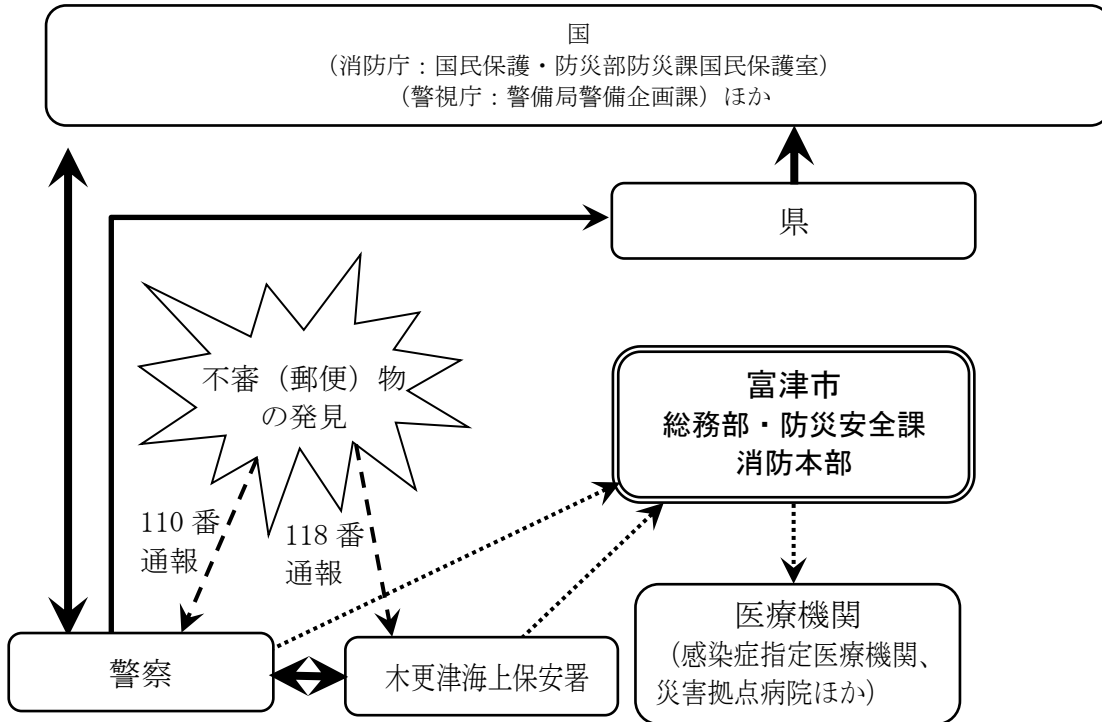 国
（消防庁：国民保護・防災部防災課国民保護室）
（警視庁：警備局警備企画課）ほか
県
不審（郵便）物
の発見
富津市
総務部・防災安全課
消防本部
110 番
通報
118 番
通報
警察
木更津海上保安署
医療機関
（感染症指定医療機関、
災害拠点病院ほか）